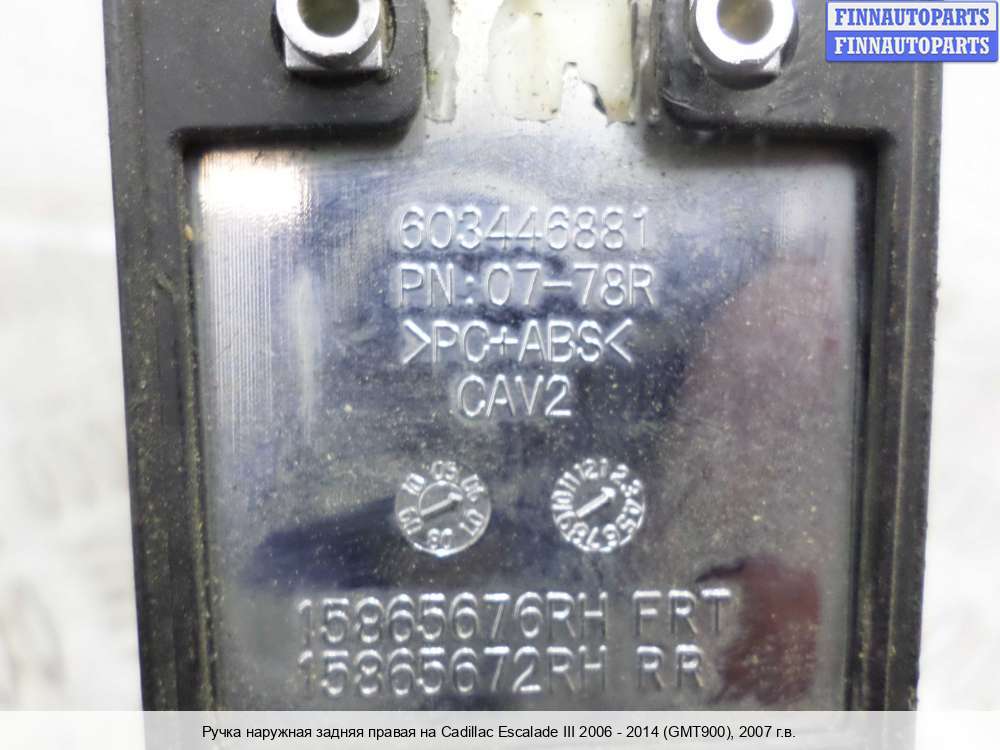 FINNAUTOPARTS
FINNAUTOPARTS
603446881
PN:07-78R
>PC+ABS<
CAV2
15865676RH FRT
15865672RH RR
Ручка наружная задняя правая на Cadillac Escalade III 2006 - 2014 (GMT900), 2007 г.в.